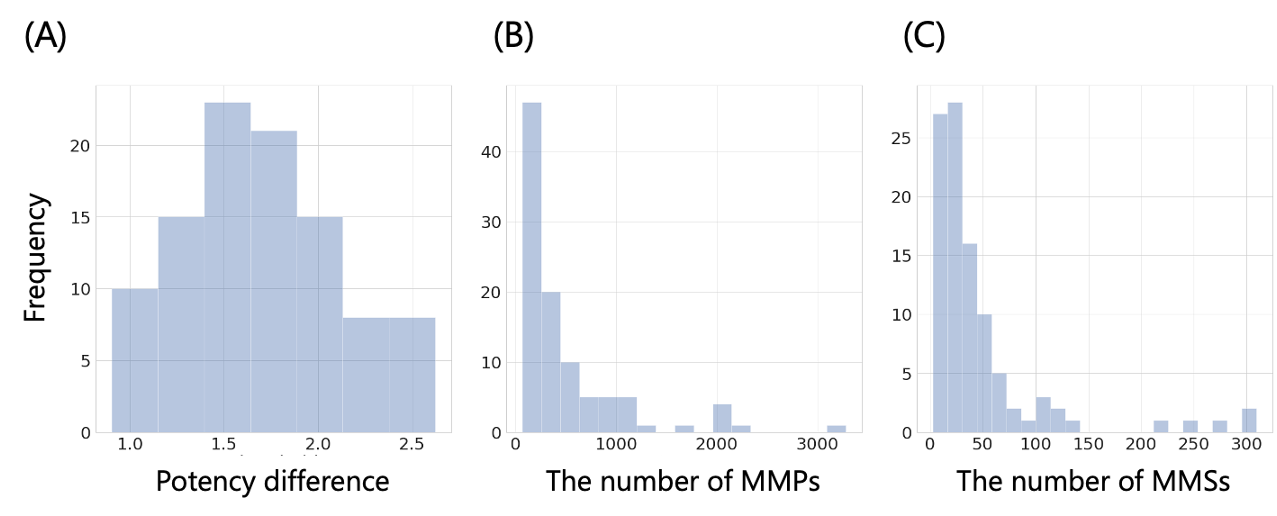 (A)
(B)
(C)
Frequency
20
15
10
5
0
1.0 1.5 2.0 2.5
Potency difference
40
30
20
10
0
0 1000 2000 3000
The number of MMPs
25
20
15
10
5
0
0 50 100 150 200 250 300
The number of MMSs